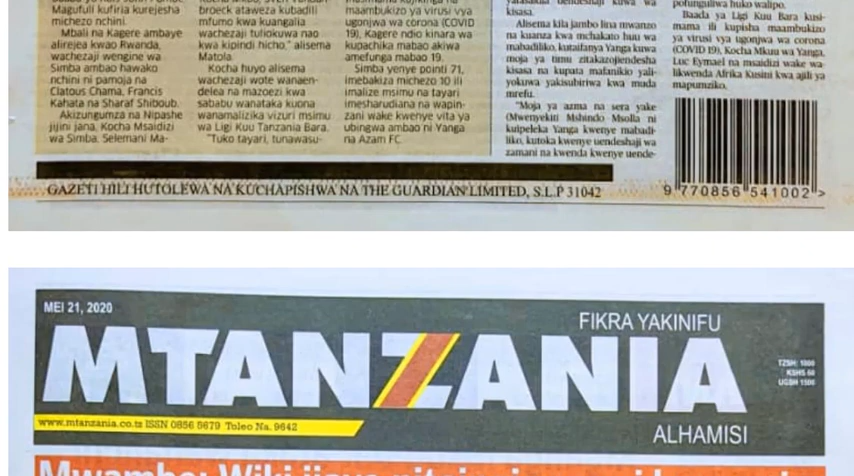 Magufuli kufiria kurejesha
michezo nchini.
Mbali na Kagere ambaye
alirejea kwao Rwanda,
wachezaji wengine wa
Simba ambao hawako
nchini ni pamoja na
Clatous Chama, Francis
Kahata na Sharaf Shiboub.
Akizungumza na Nipashe
jijini jana, Kocha Msaidizi
wa Simba, Selemani Ma-
broeck ataweza kubadili
mfumo kwa kuangalia
wachezaji tuliokuwa nao
kwa kipindi hicho," alisema
Matola.
Kocha huyo alisema
wachezaji wote wanaen-
delea na mazoezi kwa
sababu wanataka kuona
wanamalizika vizuri msimu
wa Ligi Kuu Tanzania Bara.
"Tuko tayari, tunawasu-
maambukizo ya virusi vya
ugonjwa wa corona (COVID
19), Kagere ndio kinara wa
kupachika mabao akiwa
amefunga mabao 19.
Simba yenye pointi 71,
imebakiza michezo 10 ili
imalize msimu na tayari
imesharudiana na wapin-
zani wake kwenye vita ya
ubingwa ambao ni Yanga
na Azam FC.
kisasa.
Alisema kila jambo lina mwanzo
na kuanza kwa mchakato huu wa
mabadiliko, kutaifanya Yanga kuwa
moja ya timu zitakazojiendesha
kisasa na kupata mafanikio yali-
yokuwa yakisubiriwa kwa muda
mrefu.
"Moja ya azma na sera yake
(Mwenyekiti Mshindo Msolla ni
kuipeleka Yanga kwenye mabadi-
liko, kutoka kwenye uendeshaji wa
zamani na kwenda kwenye uende-
potunguliwa huko walipo.
Baada ya Ligi Kuu Bara kusi-
mama ili kupisha maambukizo
ya virusi vya ugonjwa wa corona
(COVID 19), Kocha Mkuu wa Yanga,
Luc Eymael na msaidizi wake wa-
likwenda Afrika Kusini kwa ajili ya
mapumziko.
GAZETI HILI HUTOLEWA NA KUCHAPISHWA NA THE GUARDIAN LIMITED, S.L.P 31042
9 770856 541002 >
MEI 21, 2020
FIKRA YAKINIFU
MTANZANIA
TZSH: 1000
KSHS 60
UGSH 1500
www.mtanzania.co.tz ISSN 0856 5679 Toleo Na. 9642
ALHAMISI